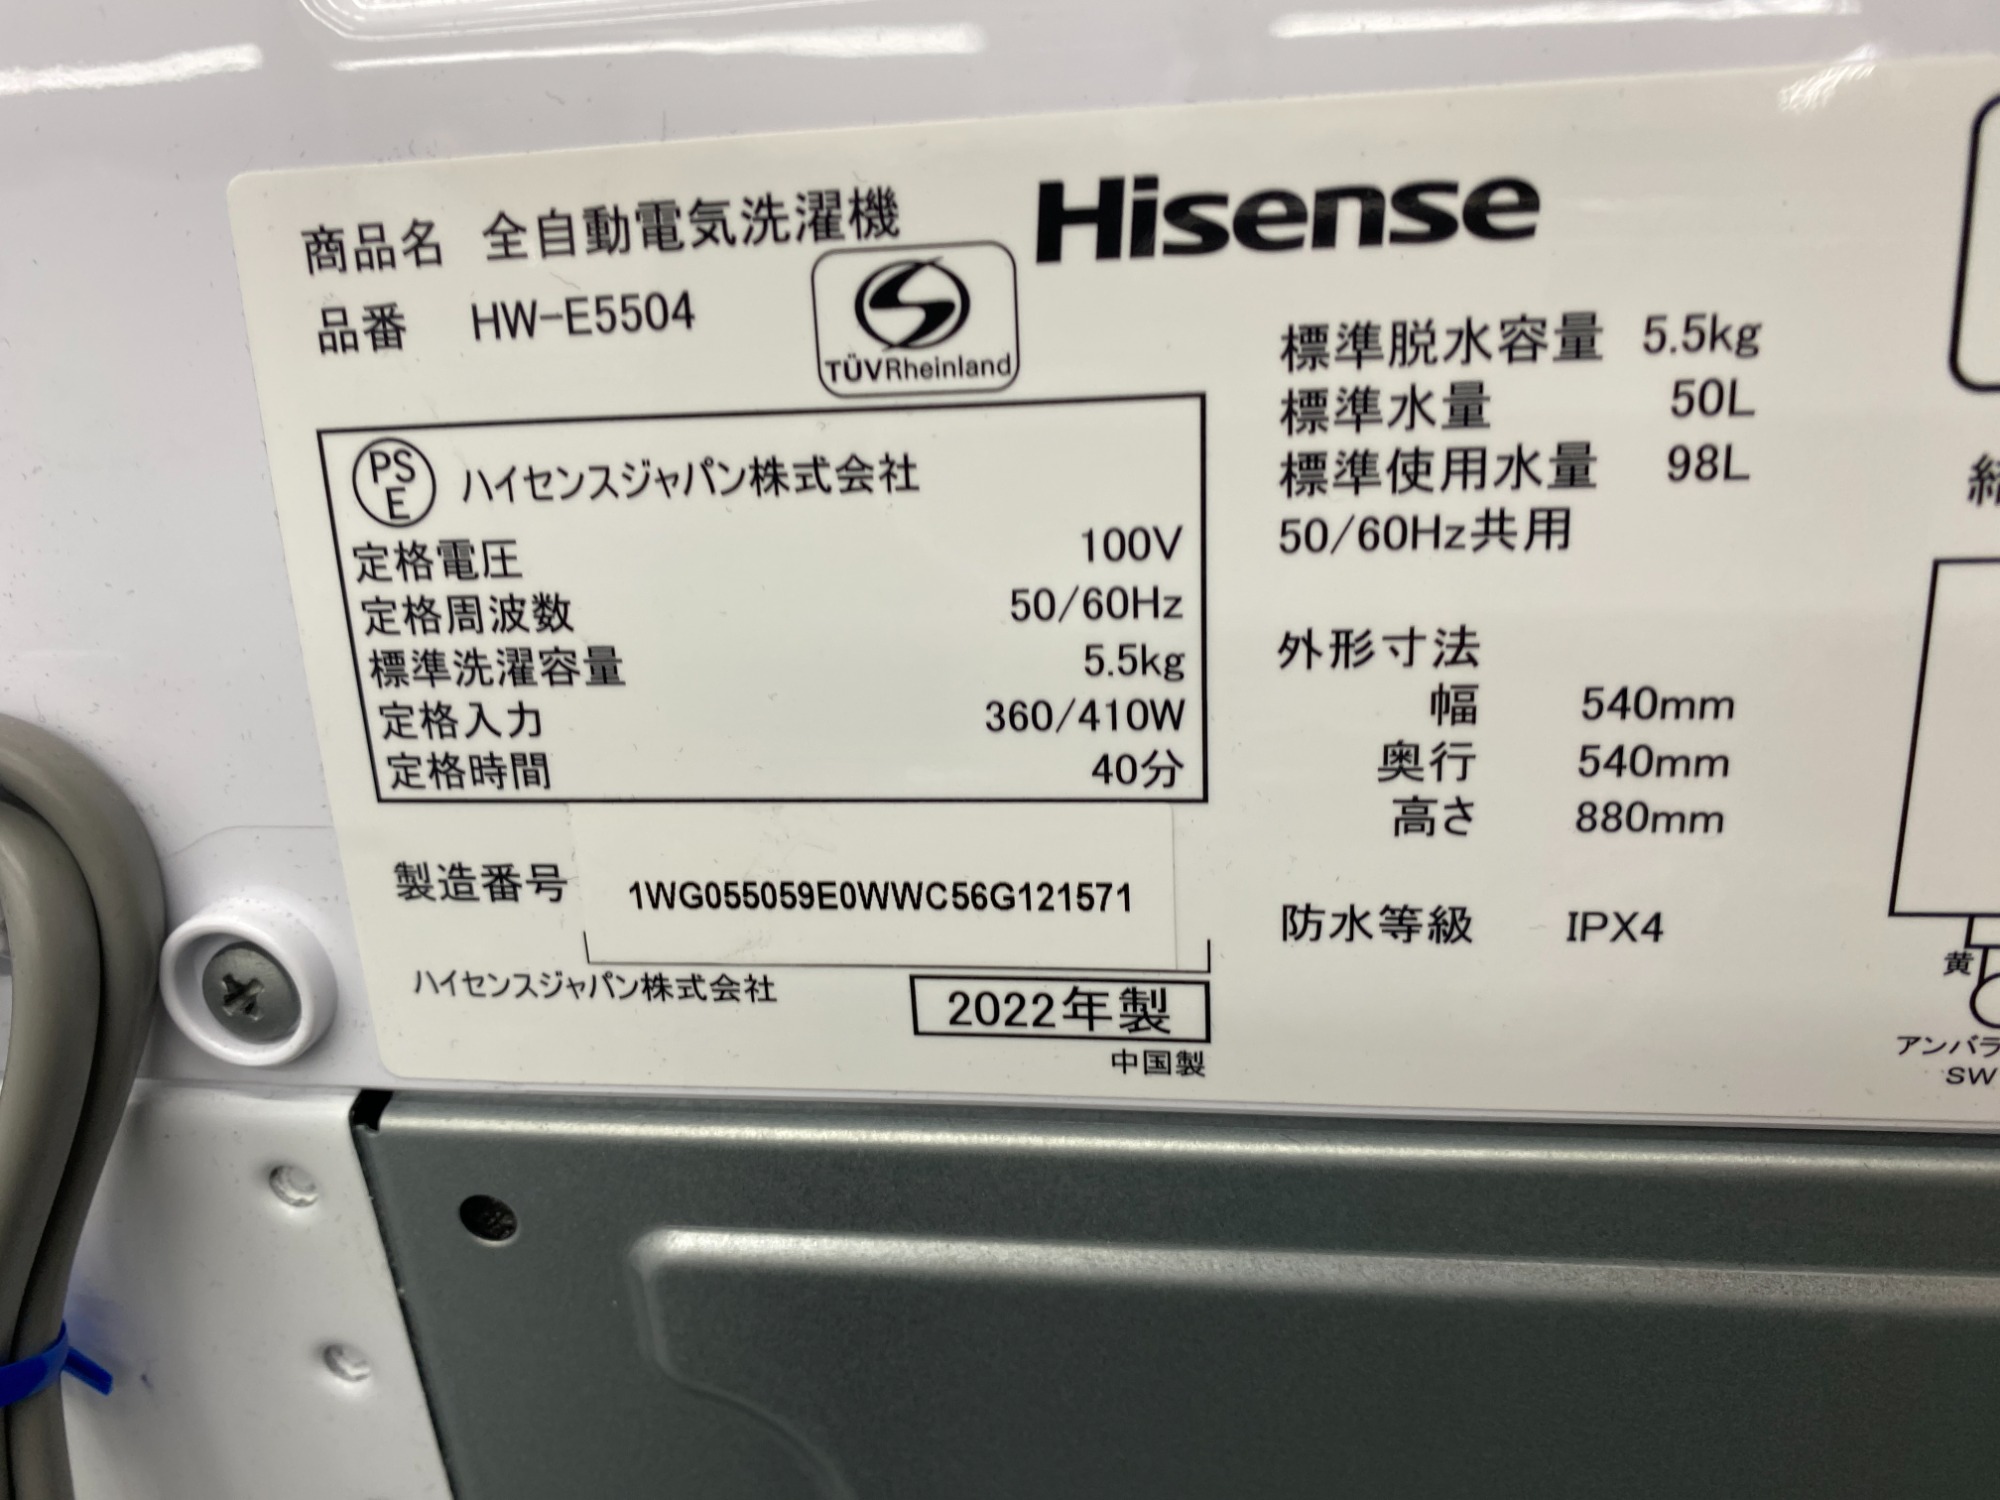 商品名 全自動電気洗濯機
Hisense
品番 HW-E5504
TÜVRheinland
PS
E
ハイセンスジャパン株式会社
定格電圧 100V
定格周波数 50/60Hz
標準洗濯容量 5.5kg
定格入力 360/410W
定格時間 40分
製造番号 1WG055059E0WWC56G121571
ハイセンスジャパン株式会社
2022年製
中国製
標準脱水容量 5.5kg
標準水量 50L
標準使用水量 98L
50/60Hz共用
外形寸法
幅 540mm
奥行 540mm
高さ 880mm
防水等級 IPX4
黄
アンバラ
SW